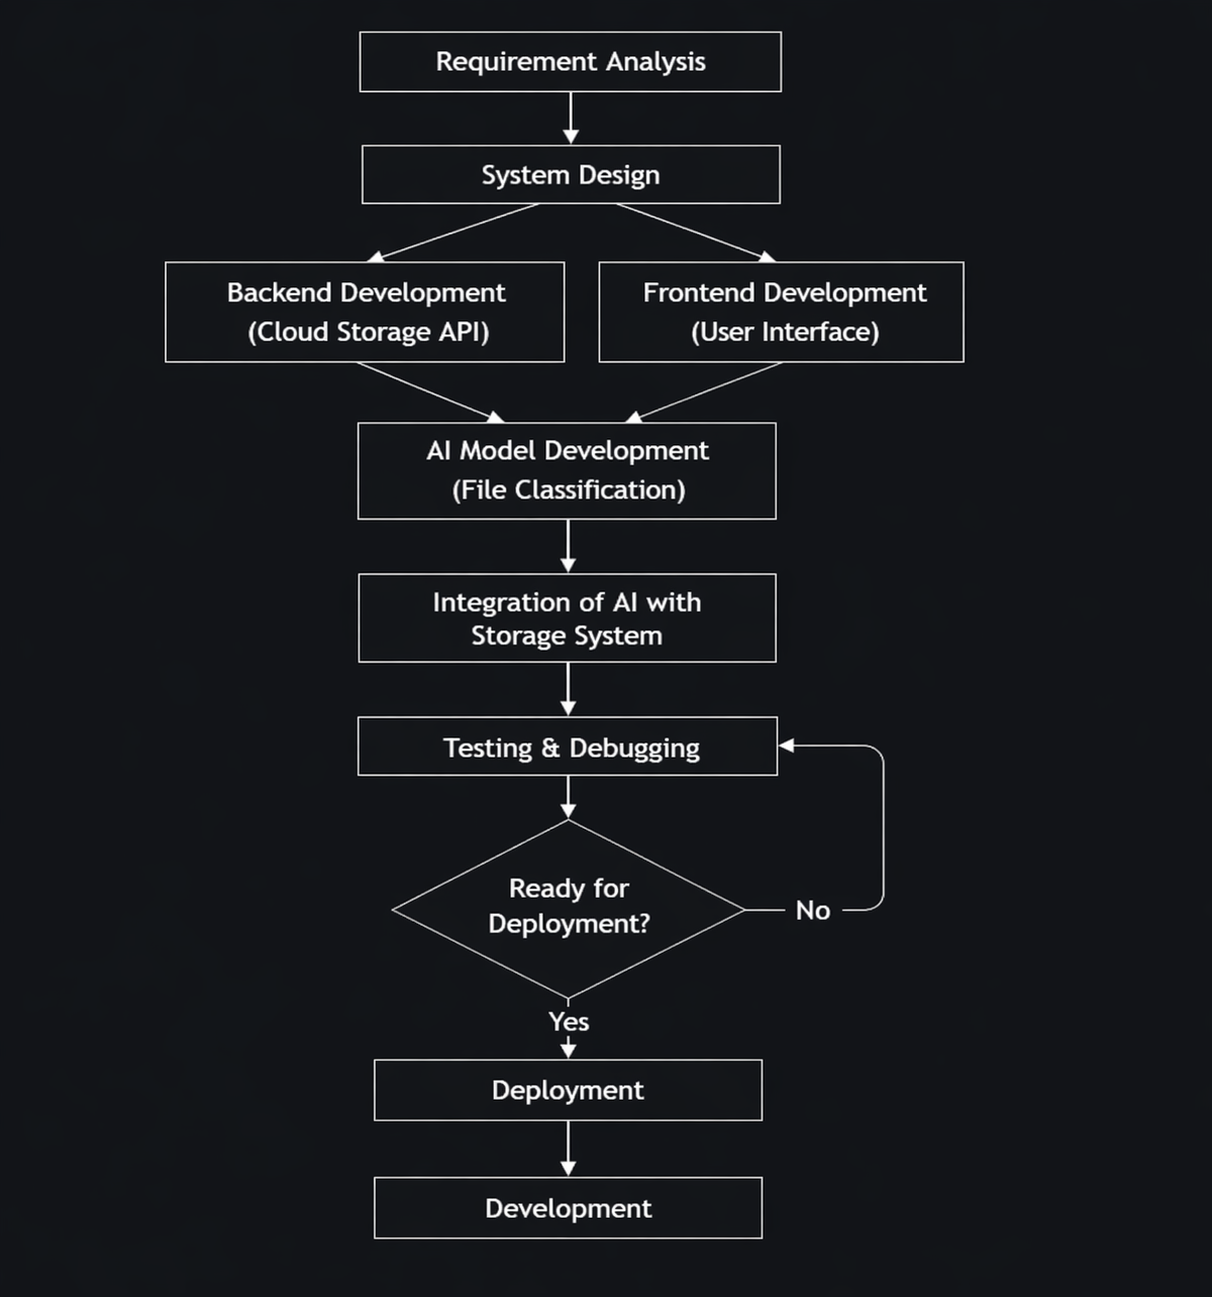 Requirement Analysis
System Design
Backend Development
(Cloud Storage API)
Frontend Development
(User Interface)
AI Model Development
(File Classification)
Integration of AI with
Storage System
Testing & Debugging
Ready for
Deployment?
No
Yes
Deployment
Development